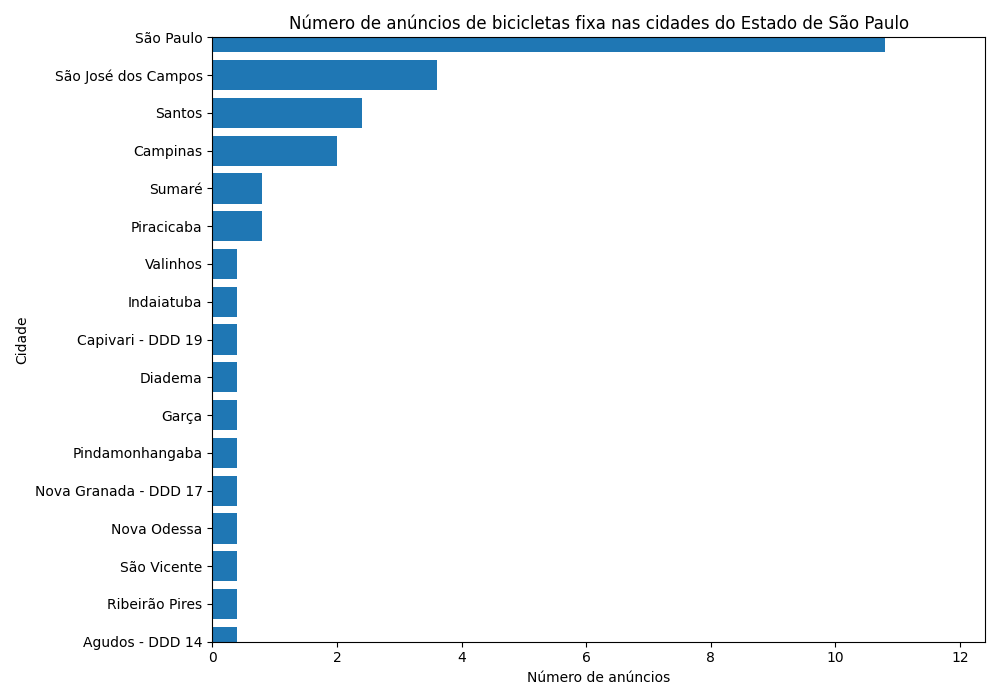 Número de anúncios de bicicletas fixa nas cidades do Estado de São Paulo
São Paulo
São José dos Campos
Santos
Campinas
Sumaré
Piracicaba
Valinhos
Indaiatuba
Capivari - DDD 19
Diadema
Garça
Pindamonhangaba
Nova Granada - DDD 17
Nova Odessa
São Vicente
Ribeirão Pires
Agudos - DDD 14
Cidade
0 2 4 6 8 10 12
Número de anúncios